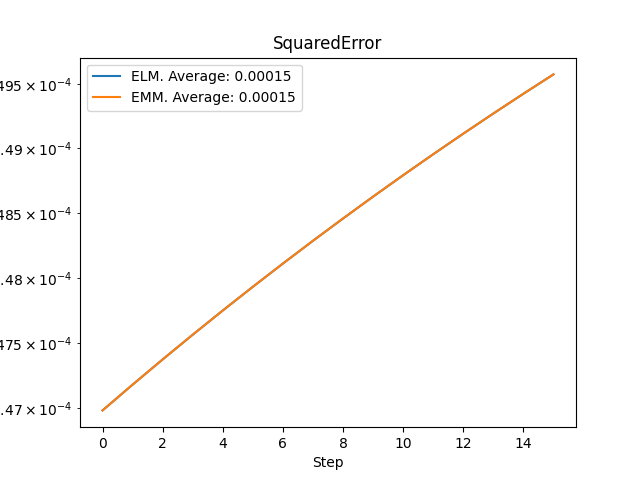 SquaredError
ELM. Average: 0.00015
EMM. Average: 0.00015
495 × 10⁻⁴
.49 × 10⁻⁴
485 × 10⁻⁴
.48 × 10⁻⁴
475 × 10⁻⁴
.47 × 10⁻⁴
0 2 4 6 8 10 12 14
Step